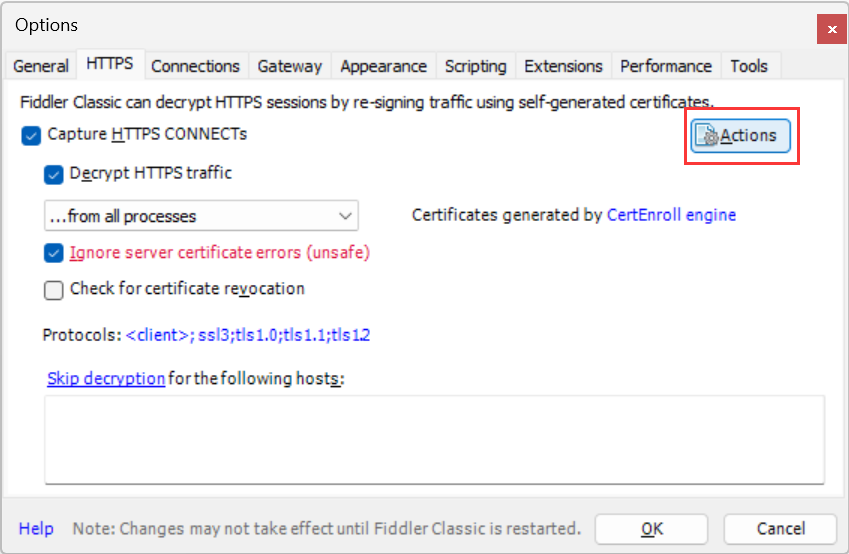 Options
General HTTPS Connections Gateway Appearance Scripting Extensions Performance Tools
Fiddler Classic can decrypt HTTPS sessions by re-signing traffic using self-generated certificates.
Capture HTTPS CONNECTs
Actions
Decrypt HTTPS traffic
...from all processes
Certificates generated by CertEnroll engine
Ignore server certificate errors (unsafe)
Check for certificate revocation
Protocols: <client>; ssl3;tls1.0;tls1.1;tls1.2
Skip decryption for the following hosts:
Help Note: Changes may not take effect until Fiddler Classic is restarted. OK Cancel